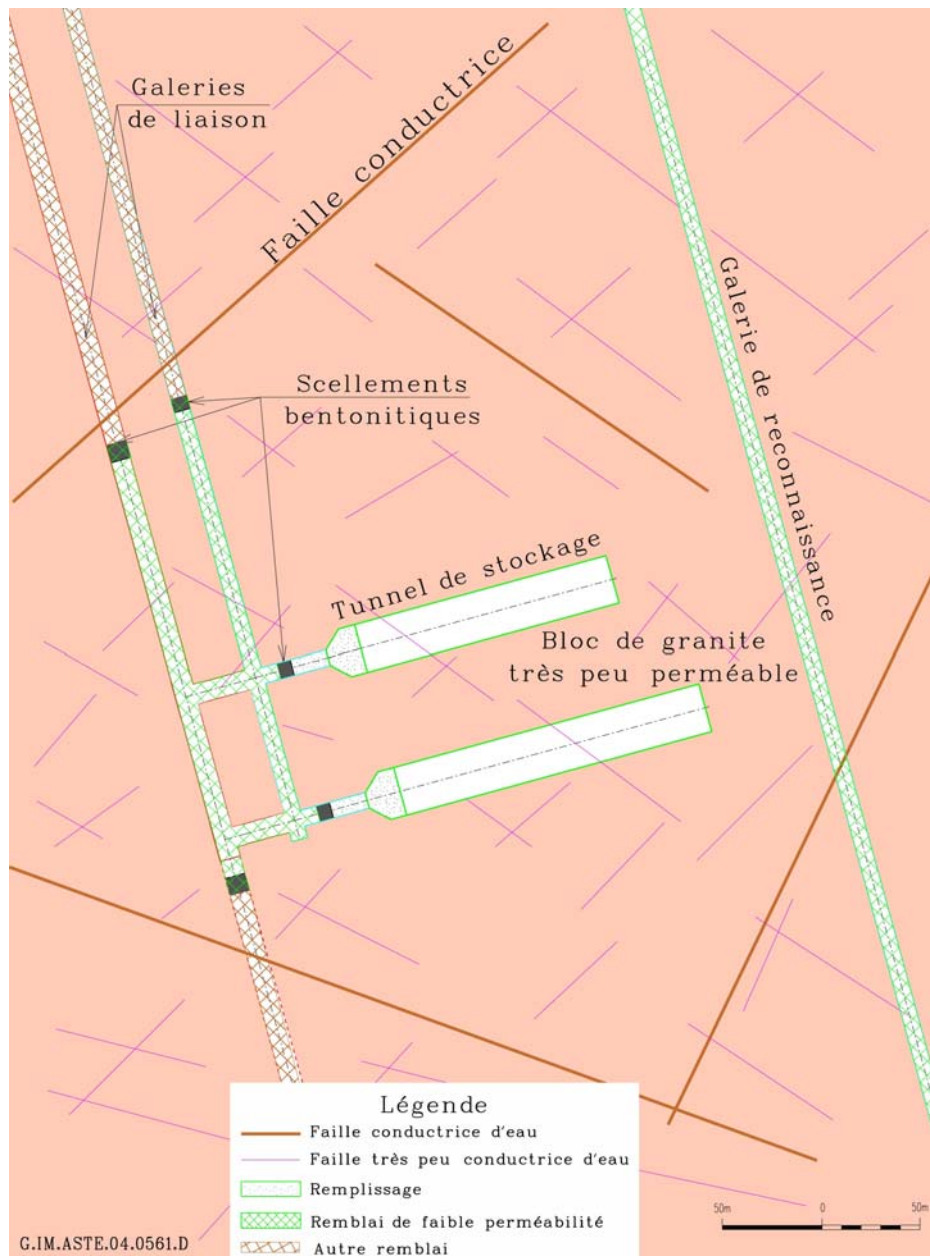 Galeries
de liaison
Faille conductrice
Galerie de reconnaissance
Scellements
bentonitiques
Tunnel de stockage
Bloc de granite
très peu perméable
Légende
Faille conductrice d'eau
Faille très peu conductrice d'eau
Remplissage
Remblai de faible perméabilité
Autre remblai
50m 0 50m
G.IM.ASTE.04.0561.D